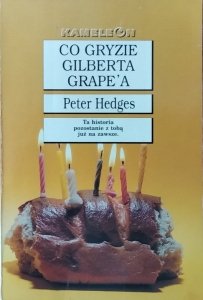 KAMELEON
CO GRYZIE
GILBERTA
GRAPE'A
Peter Hedges
Ta historia
pozostanie z tobą
już na zawsze.